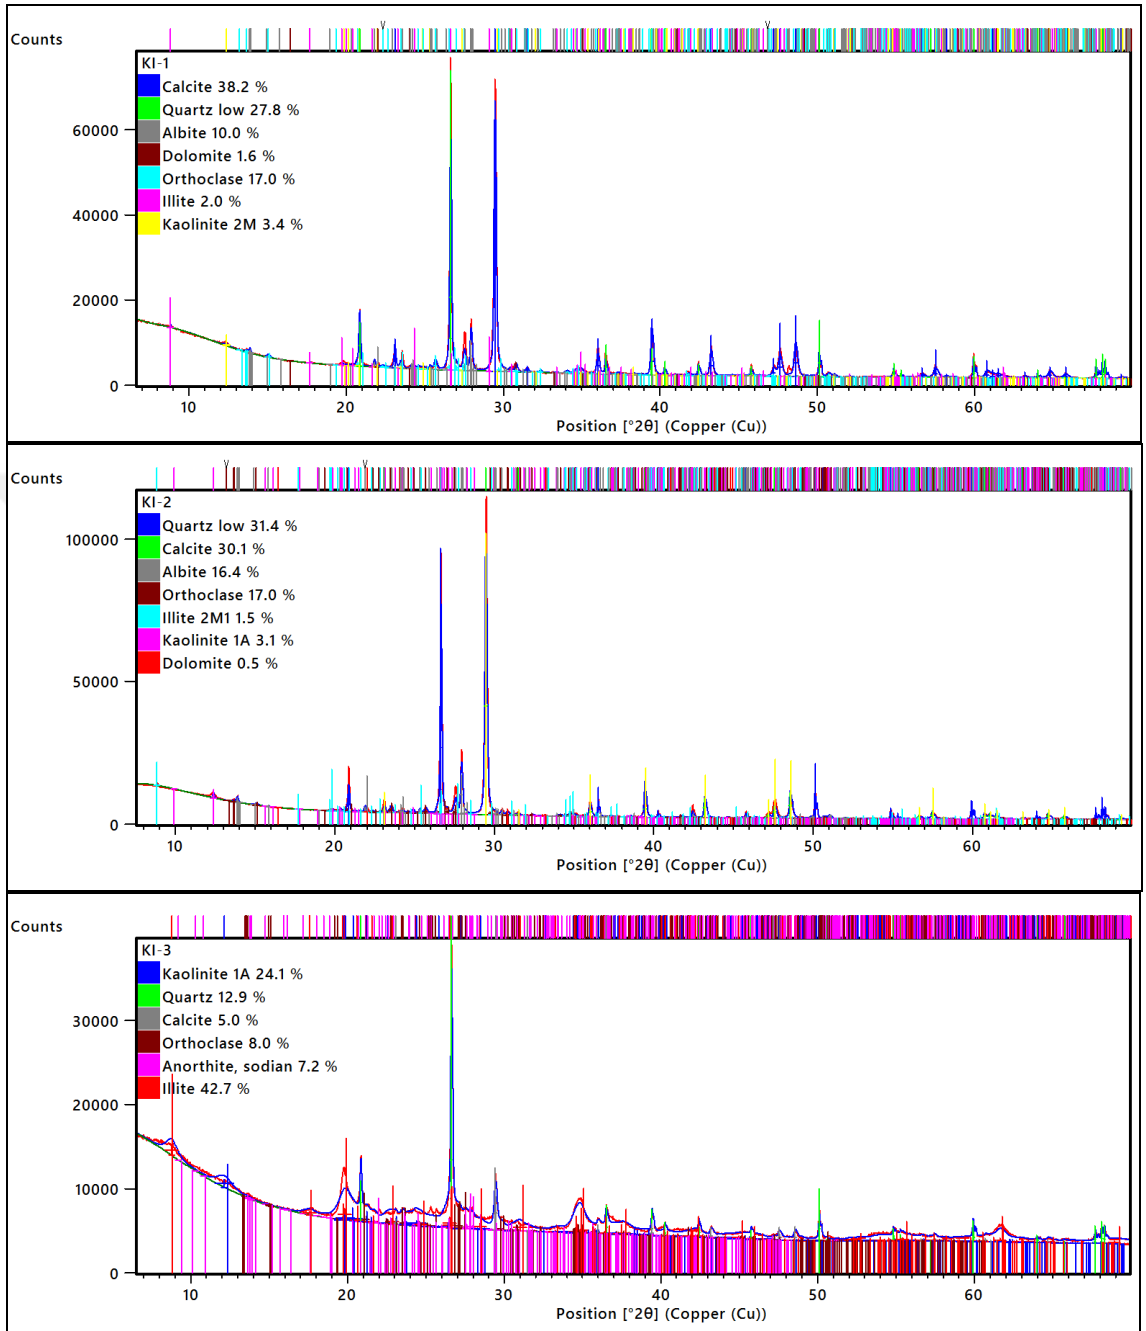 Counts
KI-1
Calcite 38.2 %
Quartz low 27.8 %
Albite 10.0 %
Dolomite 1.6 %
Orthoclase 17.0 %
Illite 2.0 %
Kaolinite 2M 3.4 %
60000
40000
20000
0
10 20 30 40 50 60
Position [°2θ] (Copper (Cu))
Counts
KI-2
Quartz low 31.4 %
Calcite 30.1 %
Albite 16.4 %
Orthoclase 17.0 %
Illite 2M1 1.5 %
Kaolinite 1A 3.1 %
Dolomite 0.5 %
100000
50000
0
10 20 30 40 50 60
Position [°2θ] (Copper (Cu))
Counts
KI-3
Kaolinite 1A 24.1 %
Quartz 12.9 %
Calcite 5.0 %
Orthoclase 8.0 %
Anorthite, sodian 7.2 %
Illite 42.7 %
30000
20000
10000
0
10 20 30 40 50 60
Position [°2θ] (Copper (Cu))